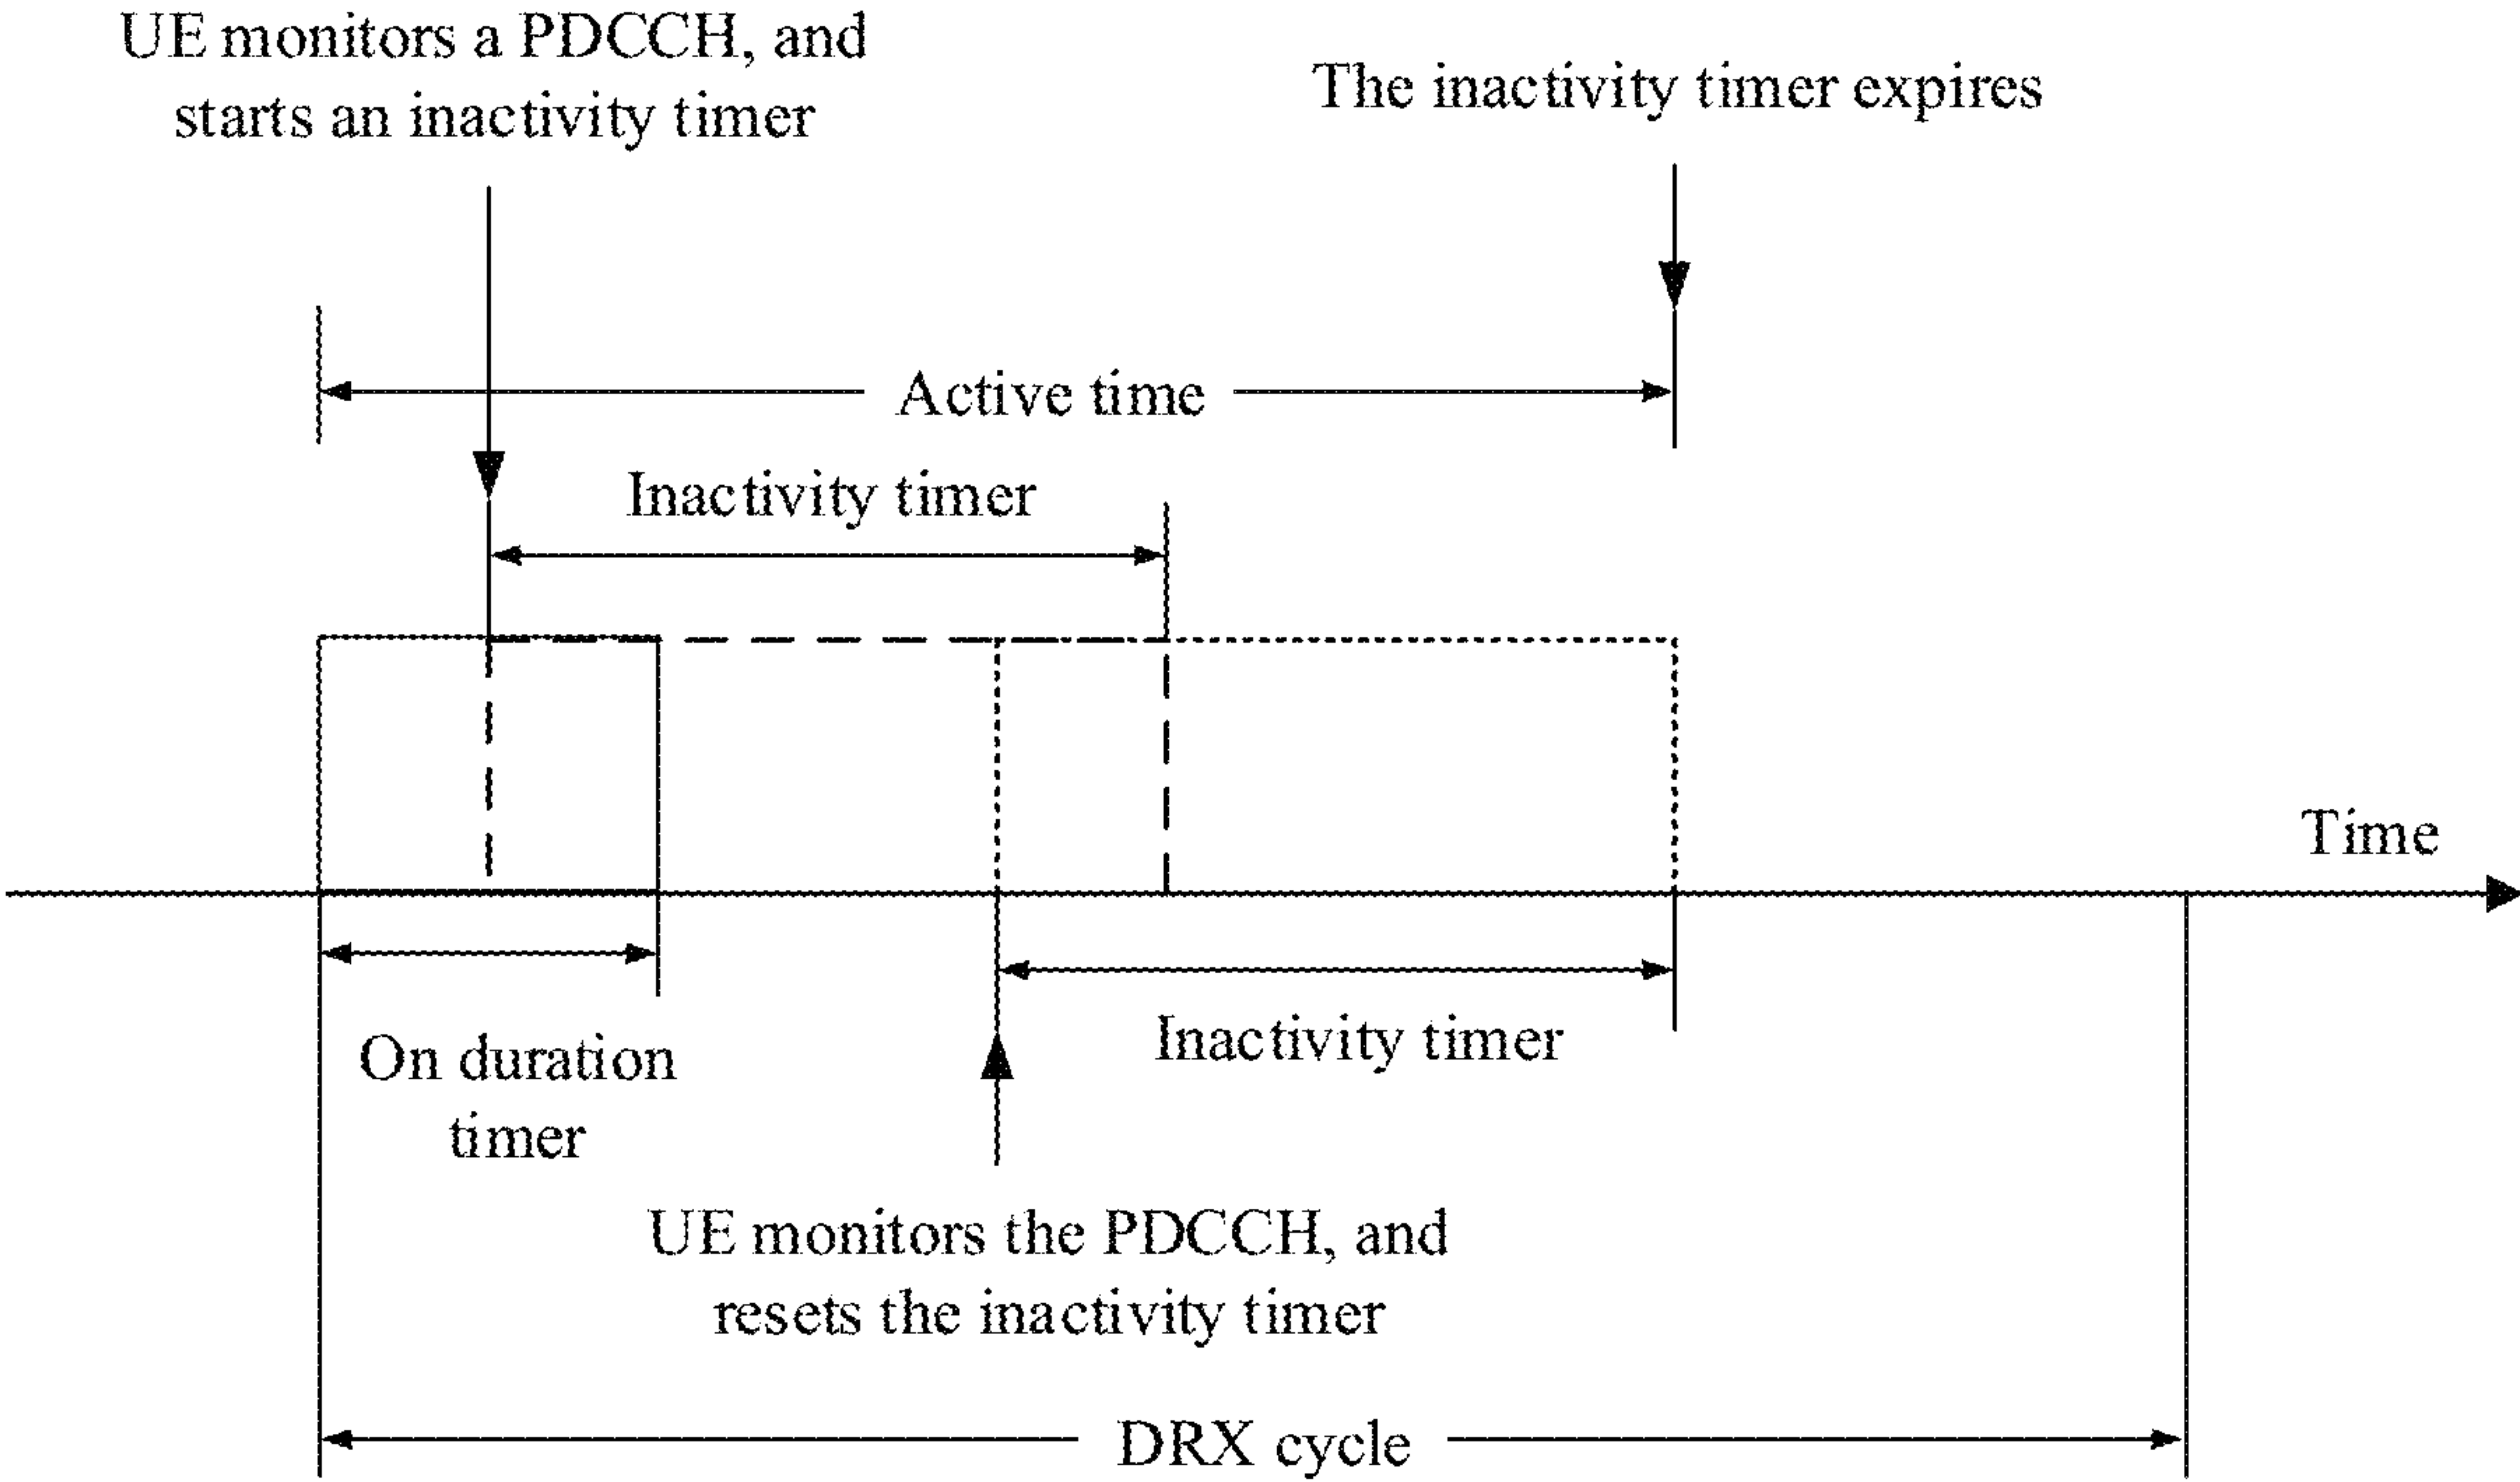 UE monitors a PDCCH, and
starts an inactivity timer
The inactivity timer expires
Active time
Inactivity timer
Time
On duration
timer
Inactivity timer
UE monitors the PDCCH, and
resets the inactivity timer
DRX cycle